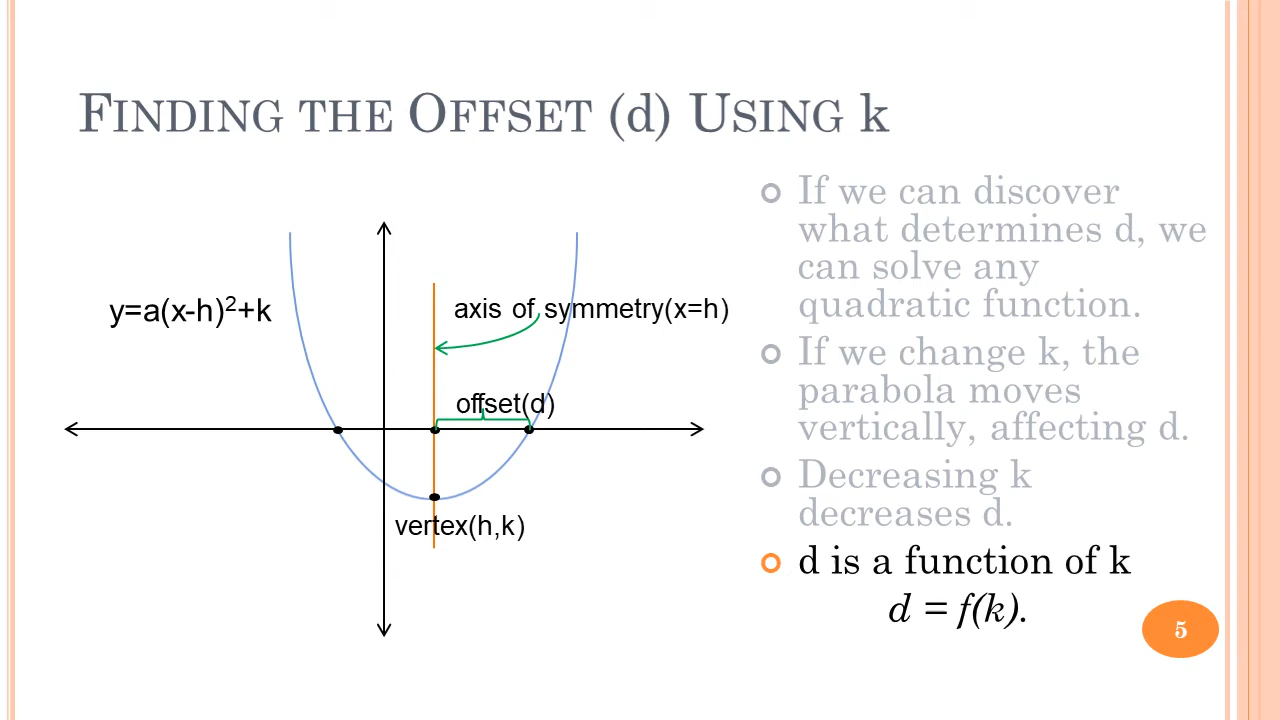 FINDING THE OFFSET (d) USING k
If we can discover
what determines d, we
can solve any
quadratic function.
If we change k, the
parabola moves
vertically, affecting d.
Decreasing k
decreases d.
d is a function of k
d = f(k).
y=a(x-h)²+k
axis of symmetry(x=h)
offset(d)
vertex(h,k)
5